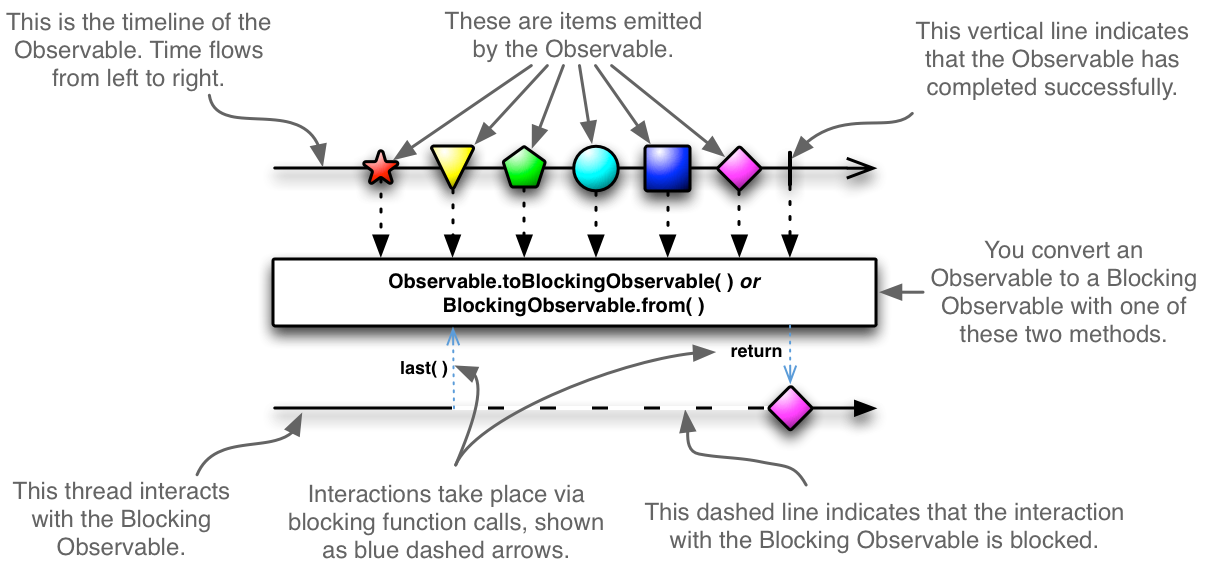 This is the timeline of the
Observable. Time flows
from left to right.
These are items emitted
by the Observable.
This vertical line indicates
that the Observable has
completed successfully.
Observable.toBlockingObservable( ) or
BlockingObservable.from( )
You convert an
Observable to a Blocking
Observable with one of
these two methods.
last( )
return
This thread interacts
with the Blocking
Observable.
Interactions take place via
blocking function calls, shown
as blue dashed arrows.
This dashed line indicates that the interaction
with the Blocking Observable is blocked.